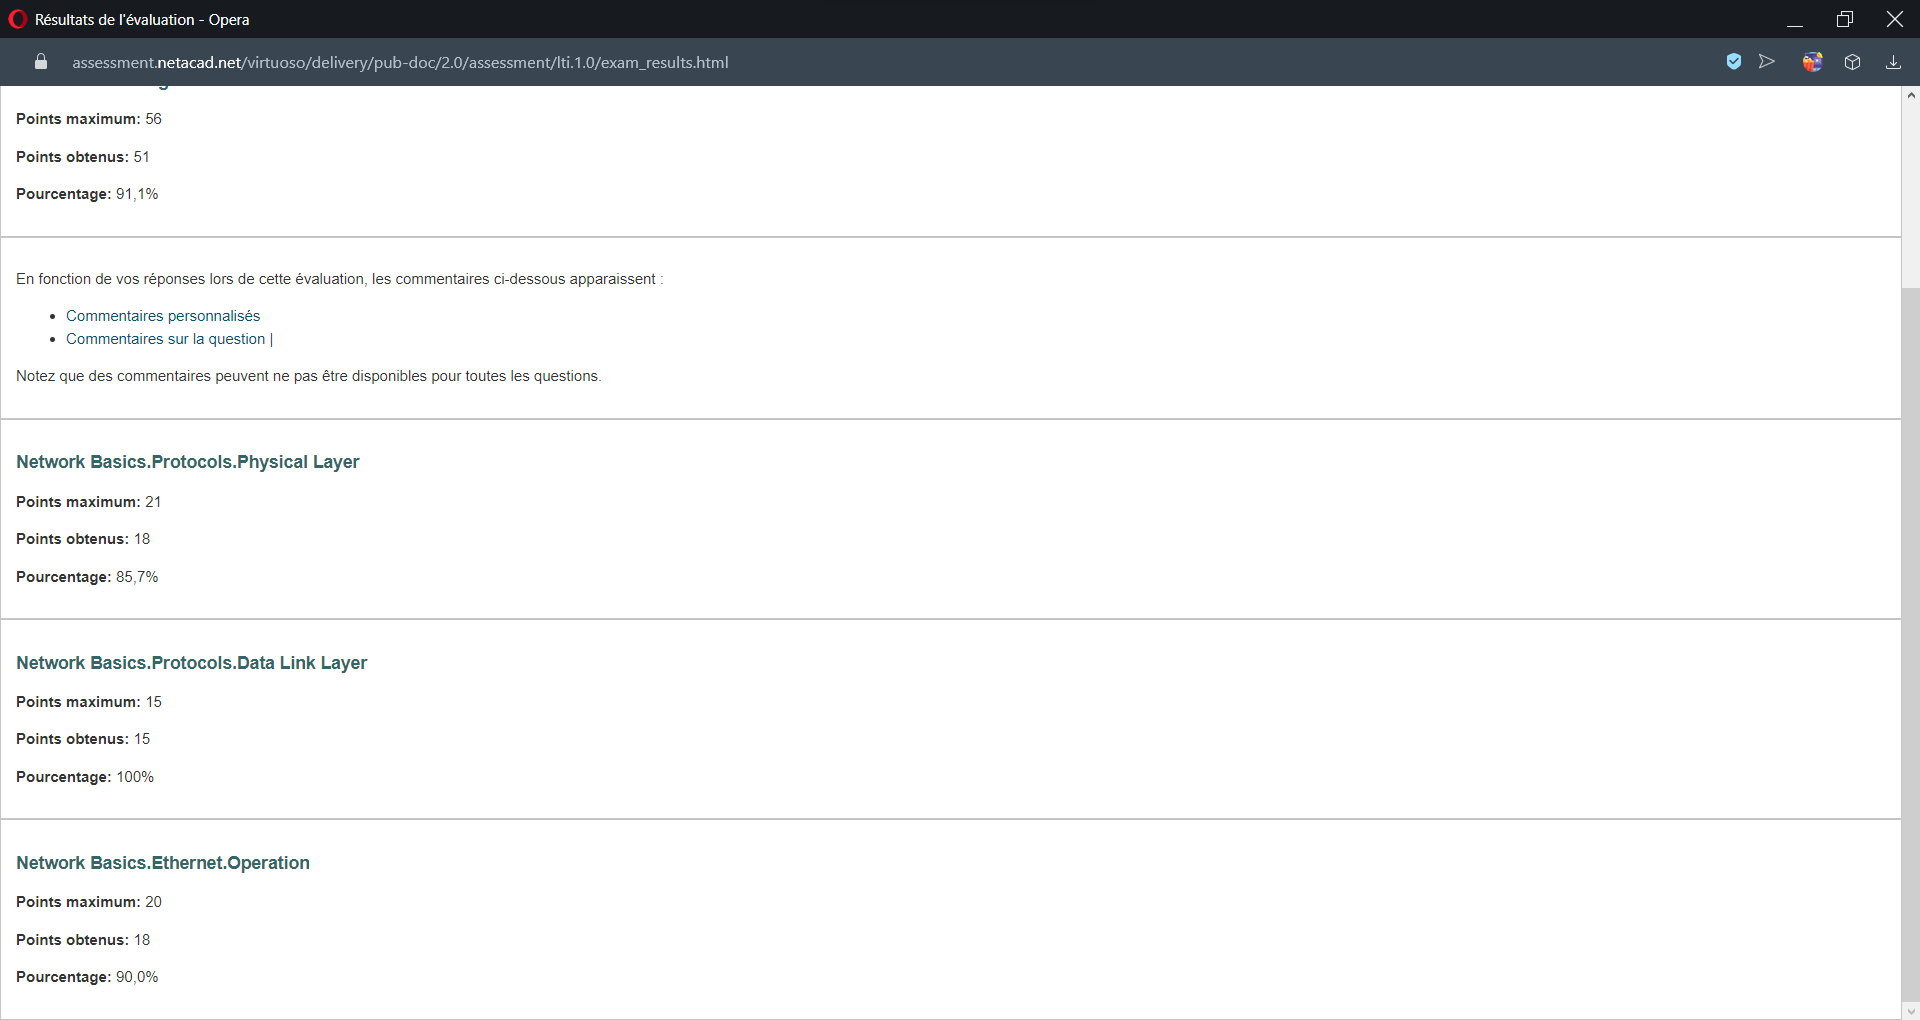 Résultats de l'évaluation - Opera
assessment.netacad.net/virtuoso/delivery/pub-doc/2.0/assessment/lti.1.0/exam_results.html
Points maximum: 56
Points obtenus: 51
Pourcentage: 91,1%
En fonction de vos réponses lors de cette évaluation, les commentaires ci-dessous apparaissent :
• Commentaires personnalisés
• Commentaires sur la question |
Notez que des commentaires peuvent ne pas être disponibles pour toutes les questions.
Network Basics.Protocols.Physical Layer
Points maximum: 21
Points obtenus: 18
Pourcentage: 85,7%
Network Basics.Protocols.Data Link Layer
Points maximum: 15
Points obtenus: 15
Pourcentage: 100%
Network Basics.Ethernet.Operation
Points maximum: 20
Points obtenus: 18
Pourcentage: 90,0%